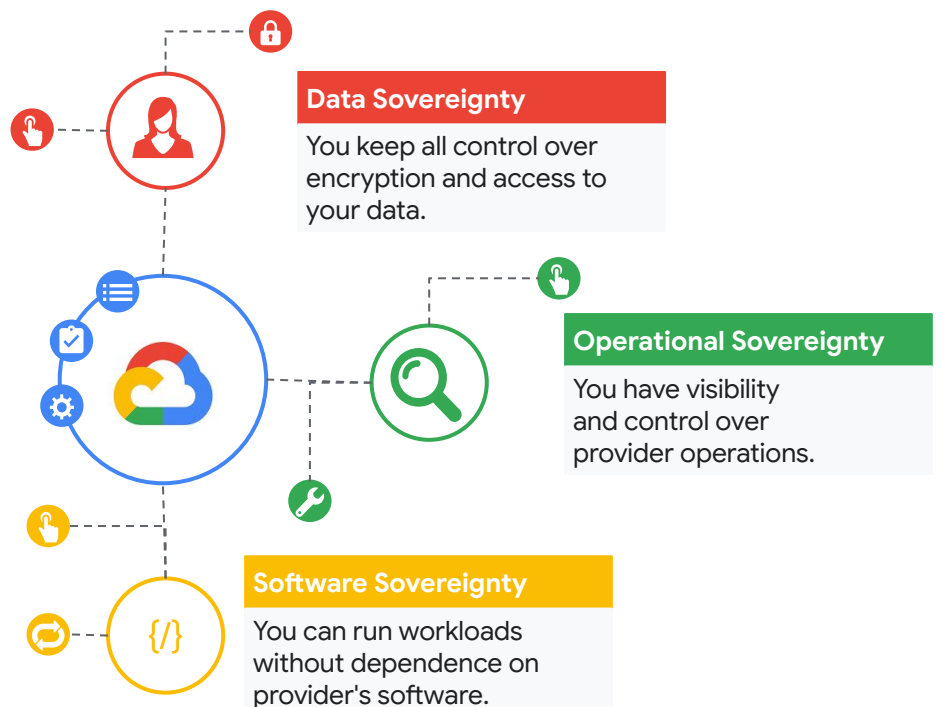 Data Sovereignty
You keep all control over
encryption and access to
your data.
Operational Sovereignty
You have visibility
and control over
provider operations.
Software Sovereignty
{/}
You can run workloads
without dependence on
provider's software.